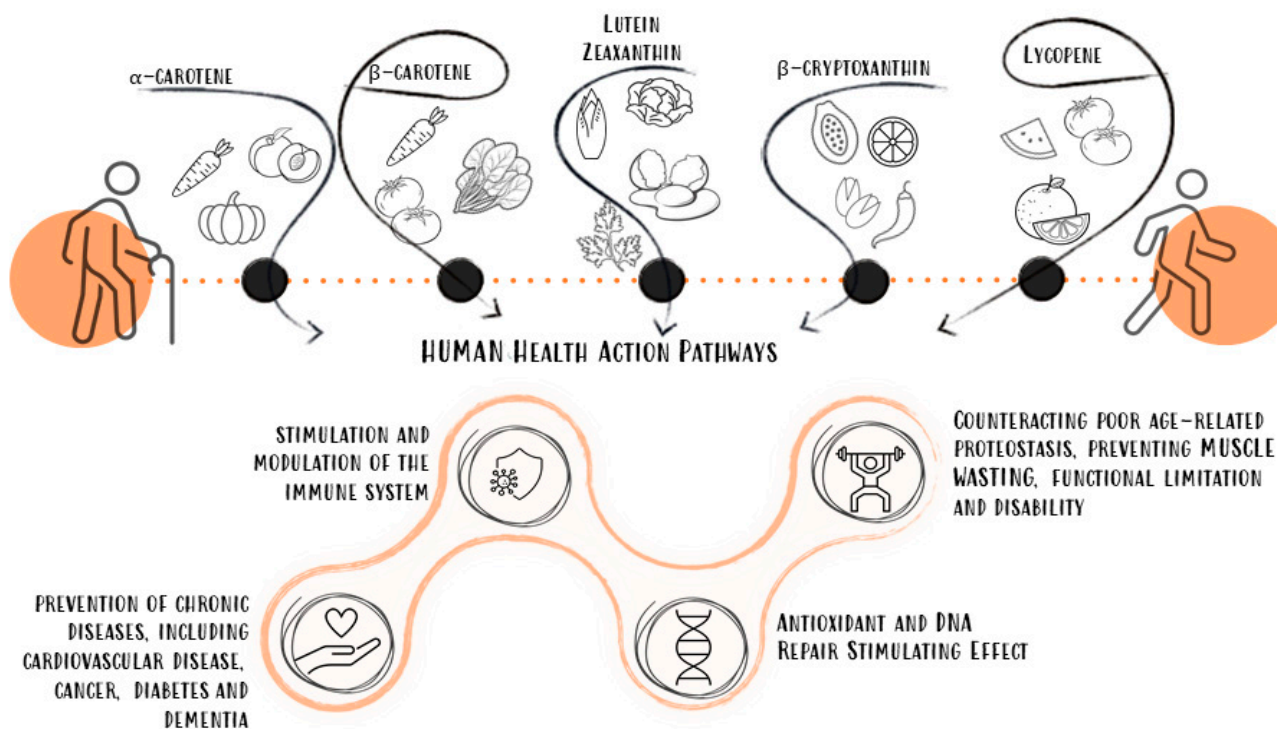 α-CAROTENE
β-CAROTENE
LUTEIN
ZEAXANTHIN
β-CRYPTOXANTHIN
LYCOPENE
HUMAN HEALTH ACTION PATHWAYS
STIMULATION AND
MODULATION OF THE
IMMUNE SYSTEM
COUNTERACTING POOR AGE-RELATED
PROTEOSTASIS, PREVENTING MUSCLE
WASTING, FUNCTIONAL LIMITATION
AND DISABILITY
PREVENTION OF CHRONIC
DISEASES, INCLUDING
CARDIOVASCULAR DISEASE,
CANCER, DIABETES AND
DEMENTIA
ANTIOXIDANT AND DNA
REPAIR STIMULATING EFFECT